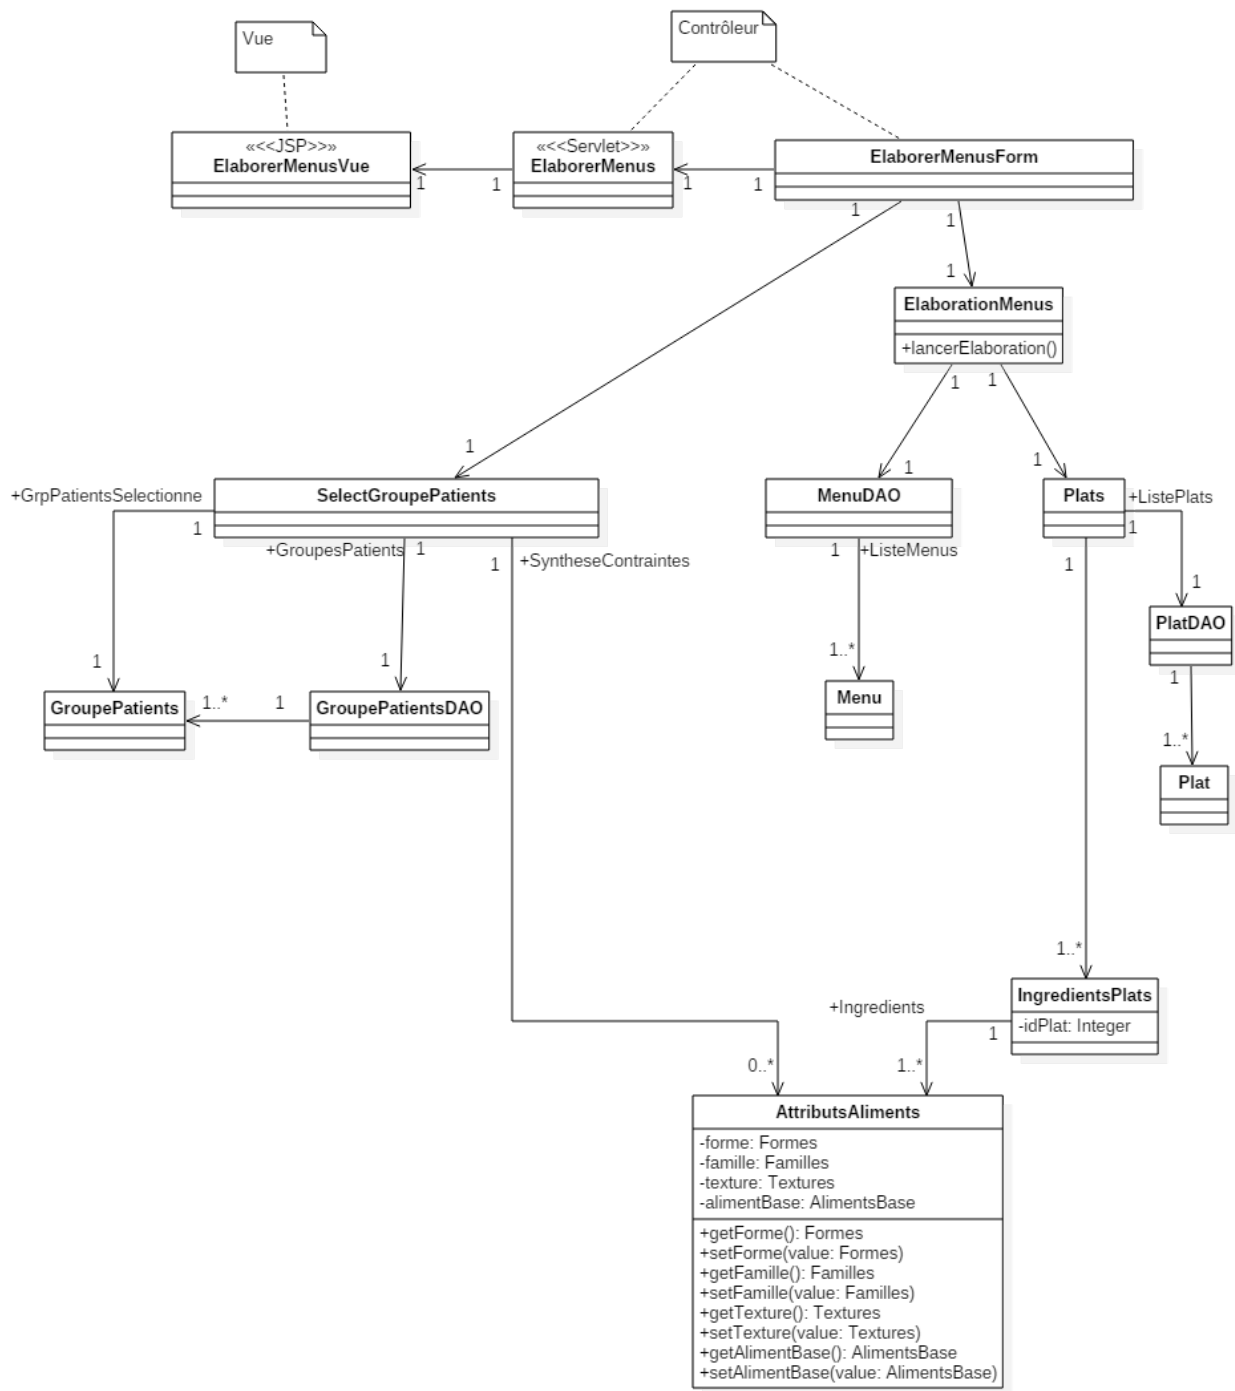 Vue
Contrôleur
«<<JSP>>»
ElaborerMenusVue
«<<Servlet>>»
ElaborerMenus
ElaborerMenusForm
1
1
1
1
1
1
1
ElaborationMenus
+lancerElaboration()
1
1
1
1
1
+GrpPatientsSelectionne
SelectGroupePatients
MenuDAO
Plats
+ListePlats
1
1
+GroupesPatients
1
1
+SyntheseContraintes
1
+ListeMenus
1
1
PlatDAO
1
1
1
1..*
1..*
1
1..*
GroupePatients
GroupePatientsDAO
Menu
Plat
1..*
IngredientsPlats
-idPlat: Integer
+Ingredients
1
0..*
1..*
AttributsAliments
-forme: Formes
-famille: Familles
-texture: Textures
-alimentBase: AlimentsBase
+getForme(): Formes
+setForme(value: Formes)
+getFamille(): Familles
+setFamille(value: Familles)
+getTexture(): Textures
+setTexture(value: Textures)
+getAlimentBase(): AlimentsBase
+setAlimentBase(value: AlimentsBase)